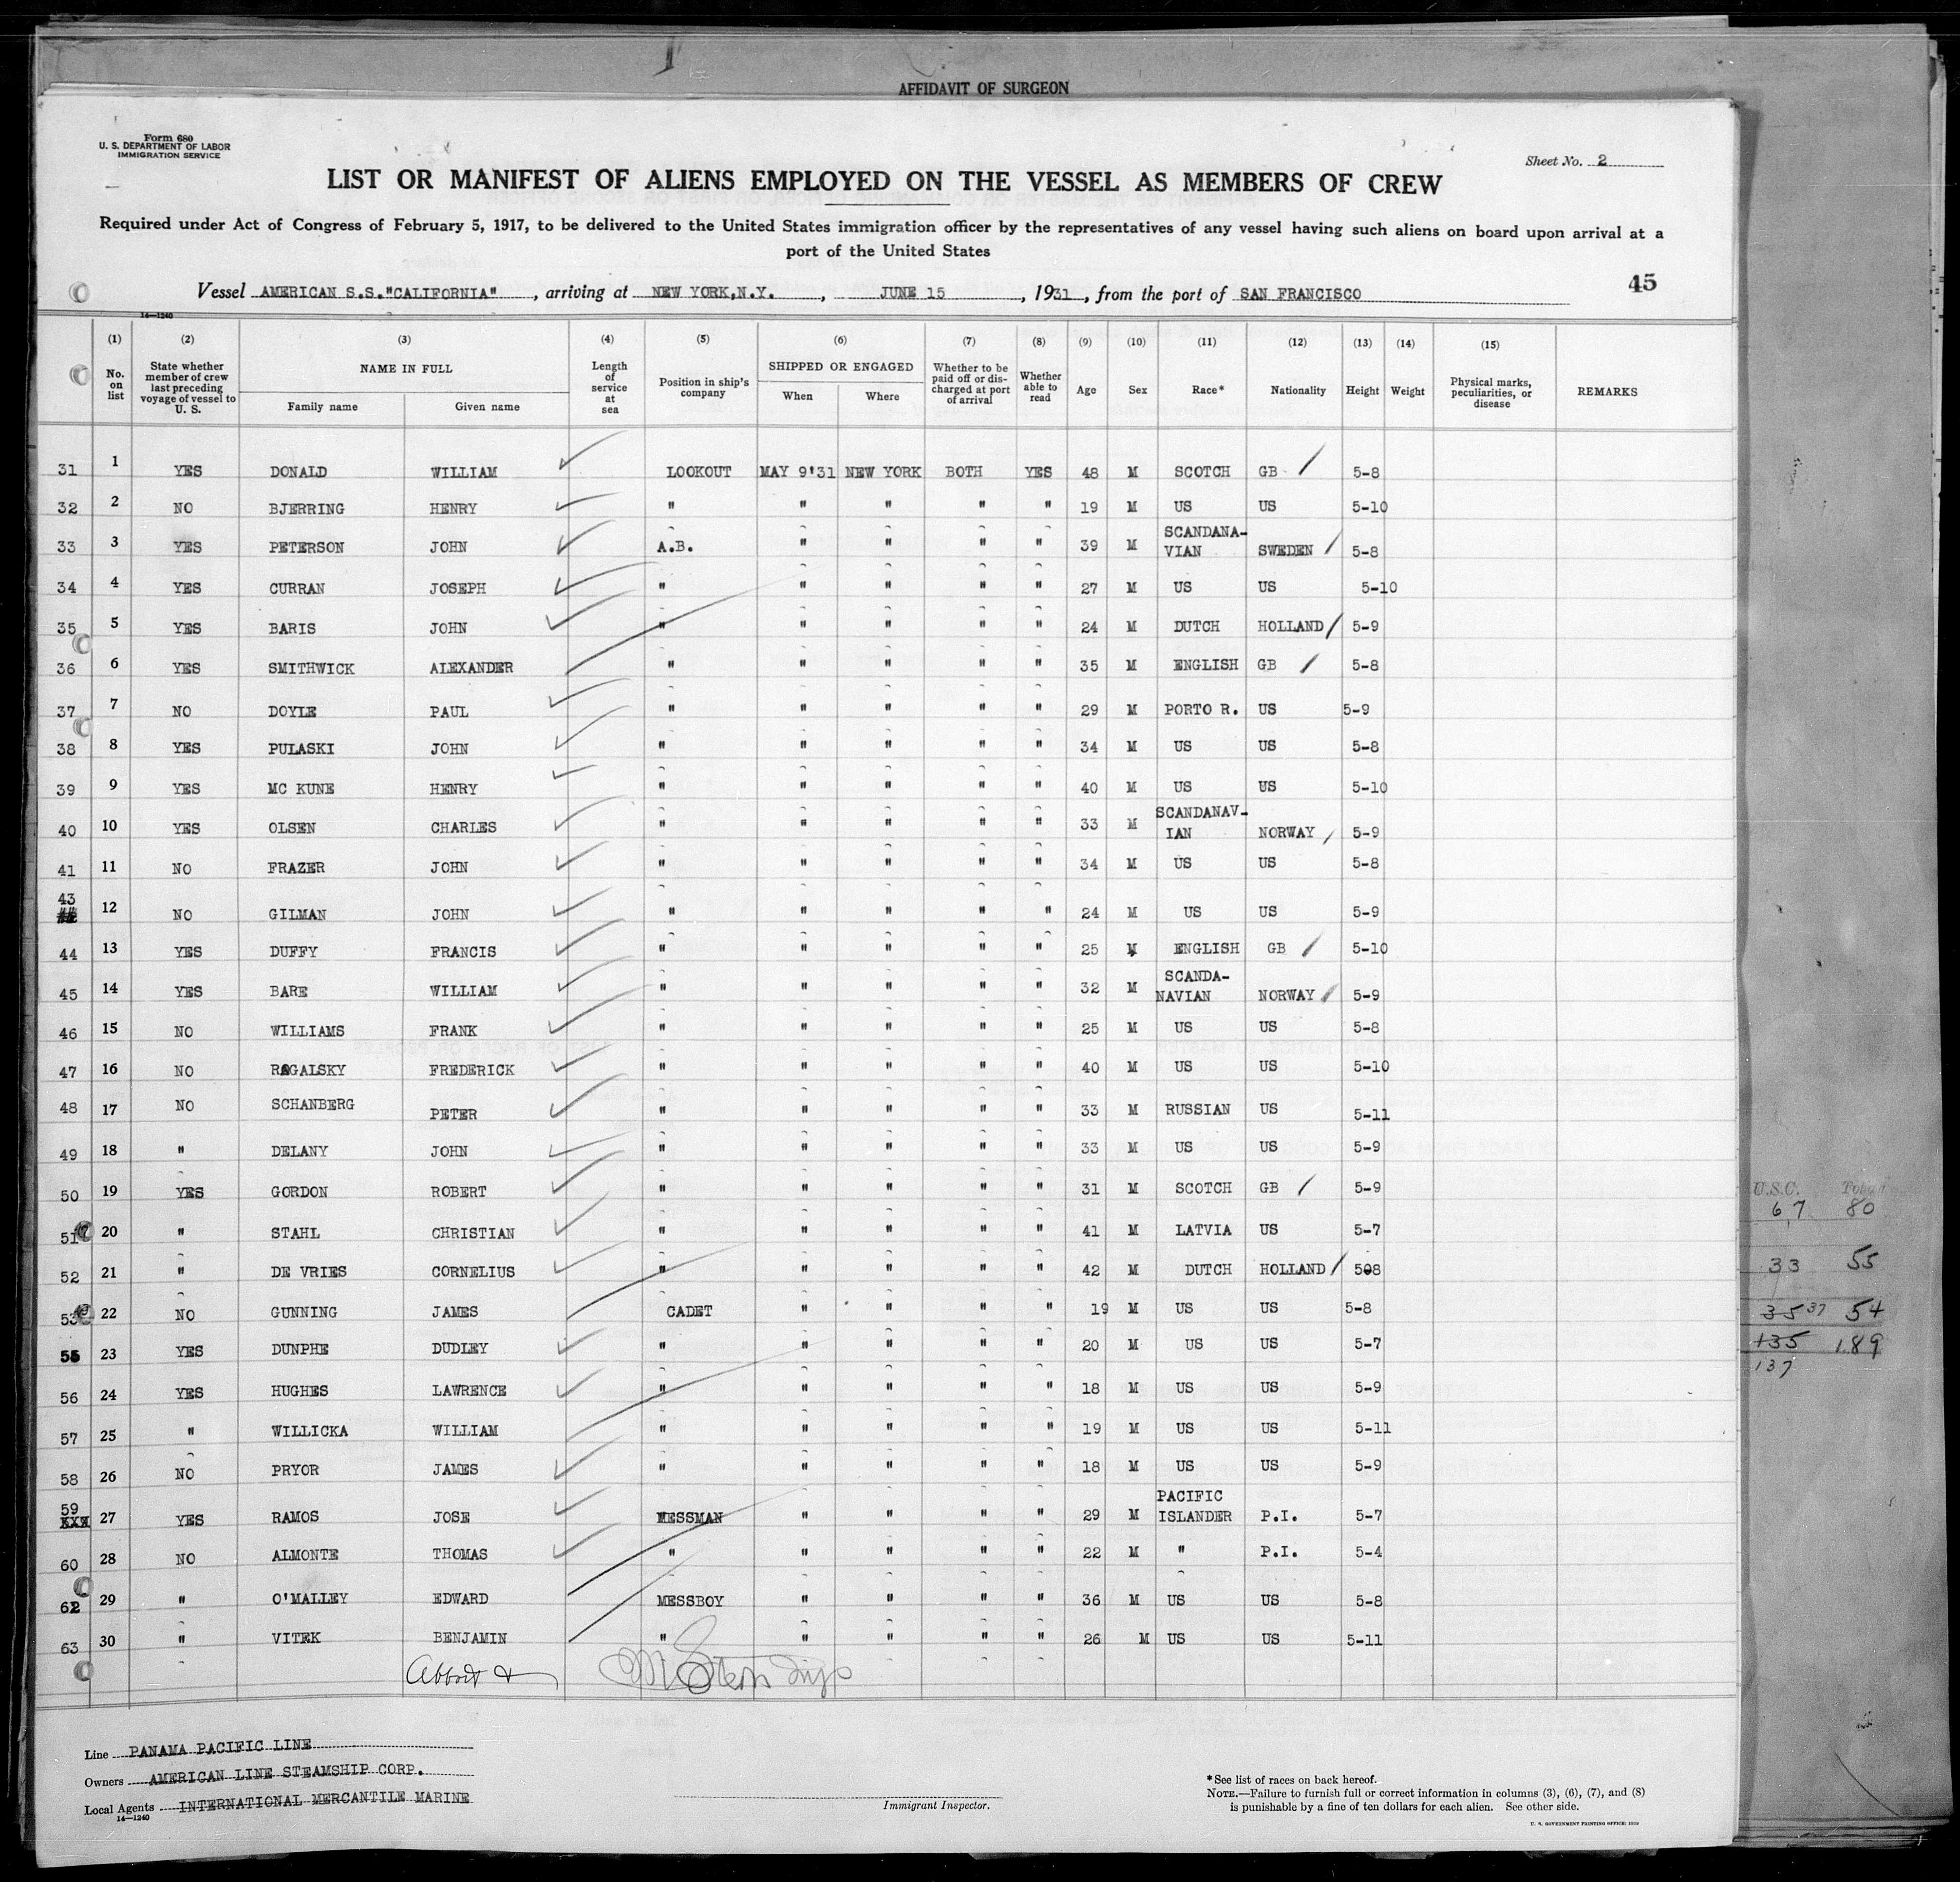 AFFIDAVIT OF SURGEON
Form 680
U. S. DEPARTMENT OF LABOR
IMMIGRATION SERVICE
Sheet No. 2
LIST OR MANIFEST OF ALIENS EMPLOYED ON THE VESSEL AS MEMBERS OF CREW
Required under Act of Congress of February 5, 1917, to be delivered to the United States immigration officer by the representatives of any vessel having such aliens on board upon arrival at a
port of the United States
45
Vessel AMERICAN S.S."CALIFORNIA", arriving at NEW YORK,N.Y., JUNE 15, 1931, from the port of SAN FRANCISCO
14—1240
(1) No. on list (2) State whether member of crew last preceding voyage of vessel to U. S. (3) NAME IN FULL Family name Given name (4) Length of service at sea (5) Position in ship's company (6) SHIPPED OR ENGAGED When Where (7) Whether to be paid off or discharged at port of arrival (8) Whether able to read (9) Age (10) Sex (11) Race* (12) Nationality (13) Height (14) Weight (15) Physical marks, peculiarities, or disease REMARKS
31 1 YES DONALD WILLIAM LOOKOUT MAY 9'31 NEW YORK BOTH YES 48 M SCOTCH GB 5-8
32 2 NO BJERRING HENRY " " " " " 19 M US US 5-10
33 3 YES PETERSON JOHN A.B. " " " " 39 M SCANDANA-VIAN SWEDEN 5-8
34 4 YES CURRAN JOSEPH " " " " " 27 M US US 5-10
35 5 YES BARIS JOHN " " " " " 24 M DUTCH HOLLAND 5-9
36 6 YES SMITHWICK ALEXANDER " " " " " 35 M ENGLISH GB 5-8
37 7 NO DOYLE PAUL " " " " " 29 M PORTO R. US 5-9
38 8 YES PULASKI JOHN " " " " " 34 M US US 5-8
39 9 YES MC KUNE HENRY " " " " " 40 M US US 5-10
40 10 YES OLSEN CHARLES " " " " " 33 M SCANDANAV-IAN NORWAY 5-9
41 11 NO FRAZER JOHN " " " " " 34 M US US 5-8
43 12 NO GILMAN JOHN " " " " " 24 M US US 5-9
44 13 YES DUFFY FRANCIS " " " " " 25 M ENGLISH GB 5-10
45 14 YES BARE WILLIAM " " " " " 32 M SCANDA-NAVIAN NORWAY 5-9
46 15 NO WILLIAMS FRANK " " " " " 25 M US US 5-8
47 16 NO RAGALSKY FREDERICK " " " " " 40 M US US 5-10
48 17 NO SCHANBERG PETER " " " " " 33 M RUSSIAN US 5-11
49 18 " DELANY JOHN " " " " " 33 M US US 5-9
50 19 YES GORDON ROBERT " " " " " 31 M SCOTCH GB 5-9
51 20 " STAHL CHRISTIAN " " " " " 41 M LATVIA US 5-7
52 21 " DE VRIES CORNELIUS " " " " " 42 M DUTCH HOLLAND 508
53 22 NO GUNNING JAMES CADET " " " " 19 M US US 5-8
55 23 YES DUNPHE DUDLEY " " " " " 20 M US US 5-7
56 24 YES HUGHES LAWRENCE " " " " " 18 M US US 5-9
57 25 " WILLICKA WILLIAM " " " " " 19 M US US 5-11
58 26 NO PRYOR JAMES " " " " " 18 M US US 5-9
59 27 YES RAMOS JOSE MESSMAN " " " " 29 M PACIFIC ISLANDER P.I. 5-7
60 28 NO ALMONTE THOMAS " " " " " 22 M " P.I. 5-4
62 29 " O'MALLEY EDWARD MESSBOY " " " " 36 M US US 5-8
63 30 " VITEK BENJAMIN " " " " " 26 M US US 5-11
U.S.C. Total
67 80
33 55
35 37 54
135 189
137
Line PANAMA PACIFIC LINE
Owners AMERICAN LINE STEAMSHIP CORP.
Local Agents INTERNATIONAL MERCANTILE MARINE
14—1240
Immigrant Inspector.
*See list of races on back hereof.
NOTE.—Failure to furnish full or correct information in columns (3), (6), (7), and (8)
is punishable by a fine of ten dollars for each alien. See other side.